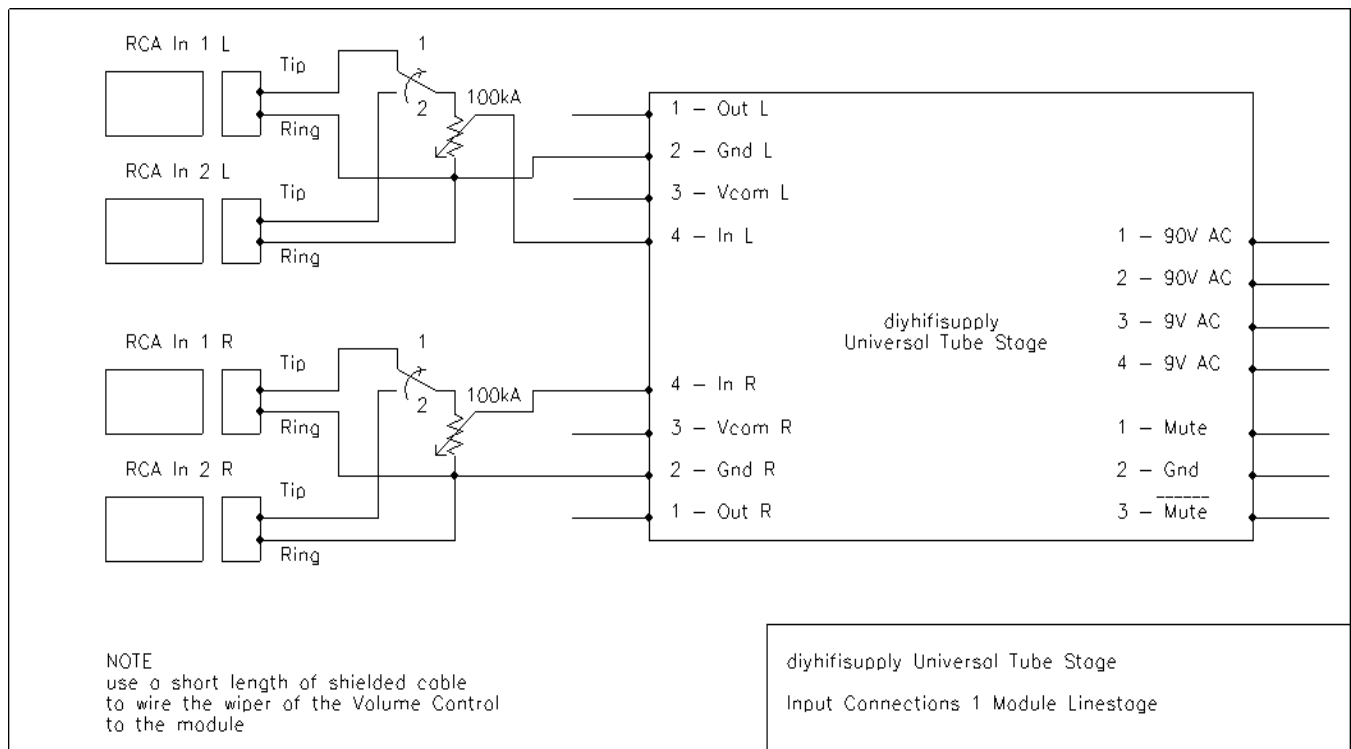 RCA In 1 L
Tip
Ring
1
2
100kA
RCA In 2 L
Tip
Ring
RCA In 1 R
Tip
Ring
1
2
100kA
RCA In 2 R
Tip
Ring
1 – Out L
2 – Gnd L
3 – Vcom L
4 – In L
4 – In R
3 – Vcom R
2 – Gnd R
1 – Out R
diyhifisupply
Universal Tube Stage
1 – 90V AC
2 – 90V AC
3 – 9V AC
4 – 9V AC
1 – Mute
2 – Gnd
3 – Mute
NOTE
use a short length of shielded cable
to wire the wiper of the Volume Control
to the module
diyhifisupply Universal Tube Stage
Input Connections 1 Module Linestage